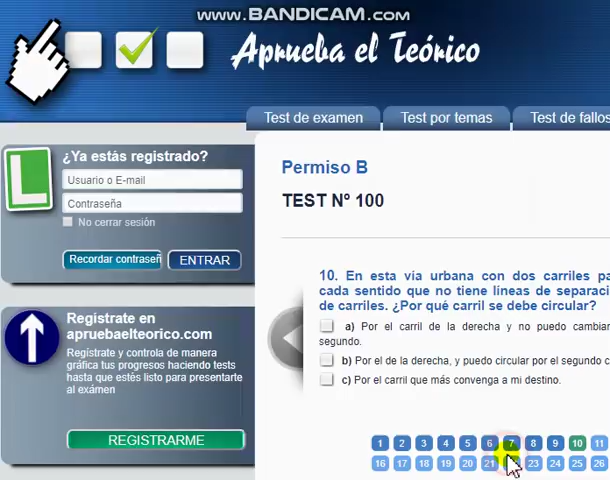 www.BANDICAM.com
Aprueba el Teórico
Test de examen
Test por temas
Test de fallos
¿Ya estás registrado?
Usuario o E-mail
Contraseña
No cerrar sesión
Recordar contraseñ
ENTRAR
Registrate en
apruebaelteorico.com
Regístrate y controla de manera
gráfica tus progresos haciendo tests
hasta que estés listo para presentarte
al exámen
REGISTRARME
Permiso B
TEST Nº 100
10. En esta vía urbana con dos carriles pa
cada sentido que no tiene líneas de separaci
de carriles. ¿Por qué carril se debe circular?
a) Por el carril de la derecha y no puedo cambiar
segundo.
b) Por el de la derecha, y puedo circular por el segundo c
c) Por el carril que más convenga a mi destino.
1 2 3 4 5 6 7 8 9 10 11
16 17 18 19 20 21 23 24 25 26